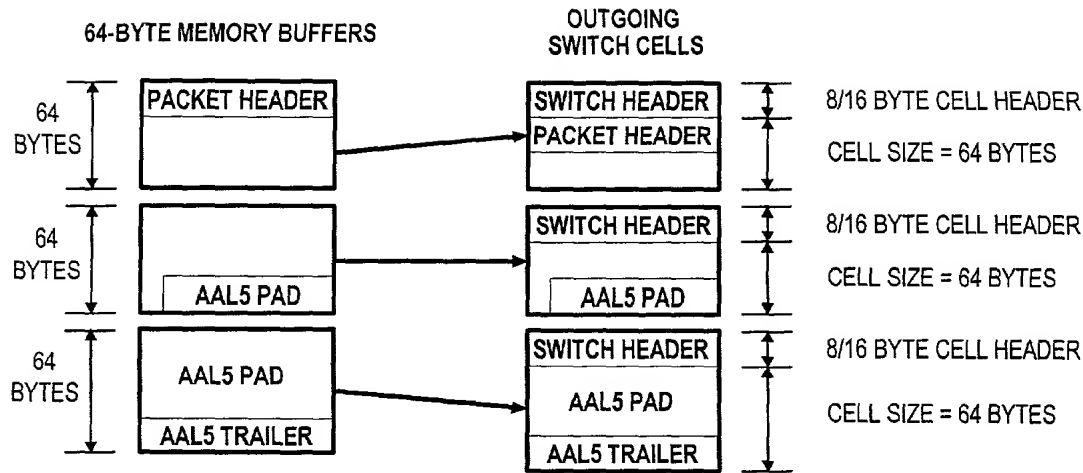 64-BYTE MEMORY BUFFERS
OUTGOING
SWITCH CELLS
64
BYTES
PACKET HEADER
SWITCH HEADER
PACKET HEADER
8/16 BYTE CELL HEADER
CELL SIZE = 64 BYTES
64
BYTES
AAL5 PAD
SWITCH HEADER
AAL5 PAD
8/16 BYTE CELL HEADER
CELL SIZE = 64 BYTES
64
BYTES
AAL5 PAD
AAL5 TRAILER
SWITCH HEADER
AAL5 PAD
AAL5 TRAILER
8/16 BYTE CELL HEADER
CELL SIZE = 64 BYTES